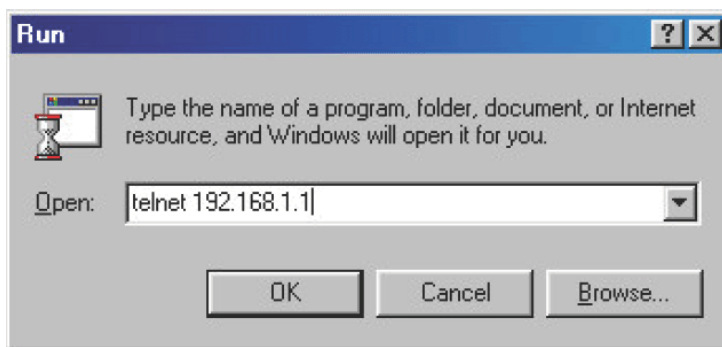 Run
Type the name of a program, folder, document, or Internet
resource, and Windows will open it for you.
Open: telnet 192.168.1.1
OK Cancel Browse...